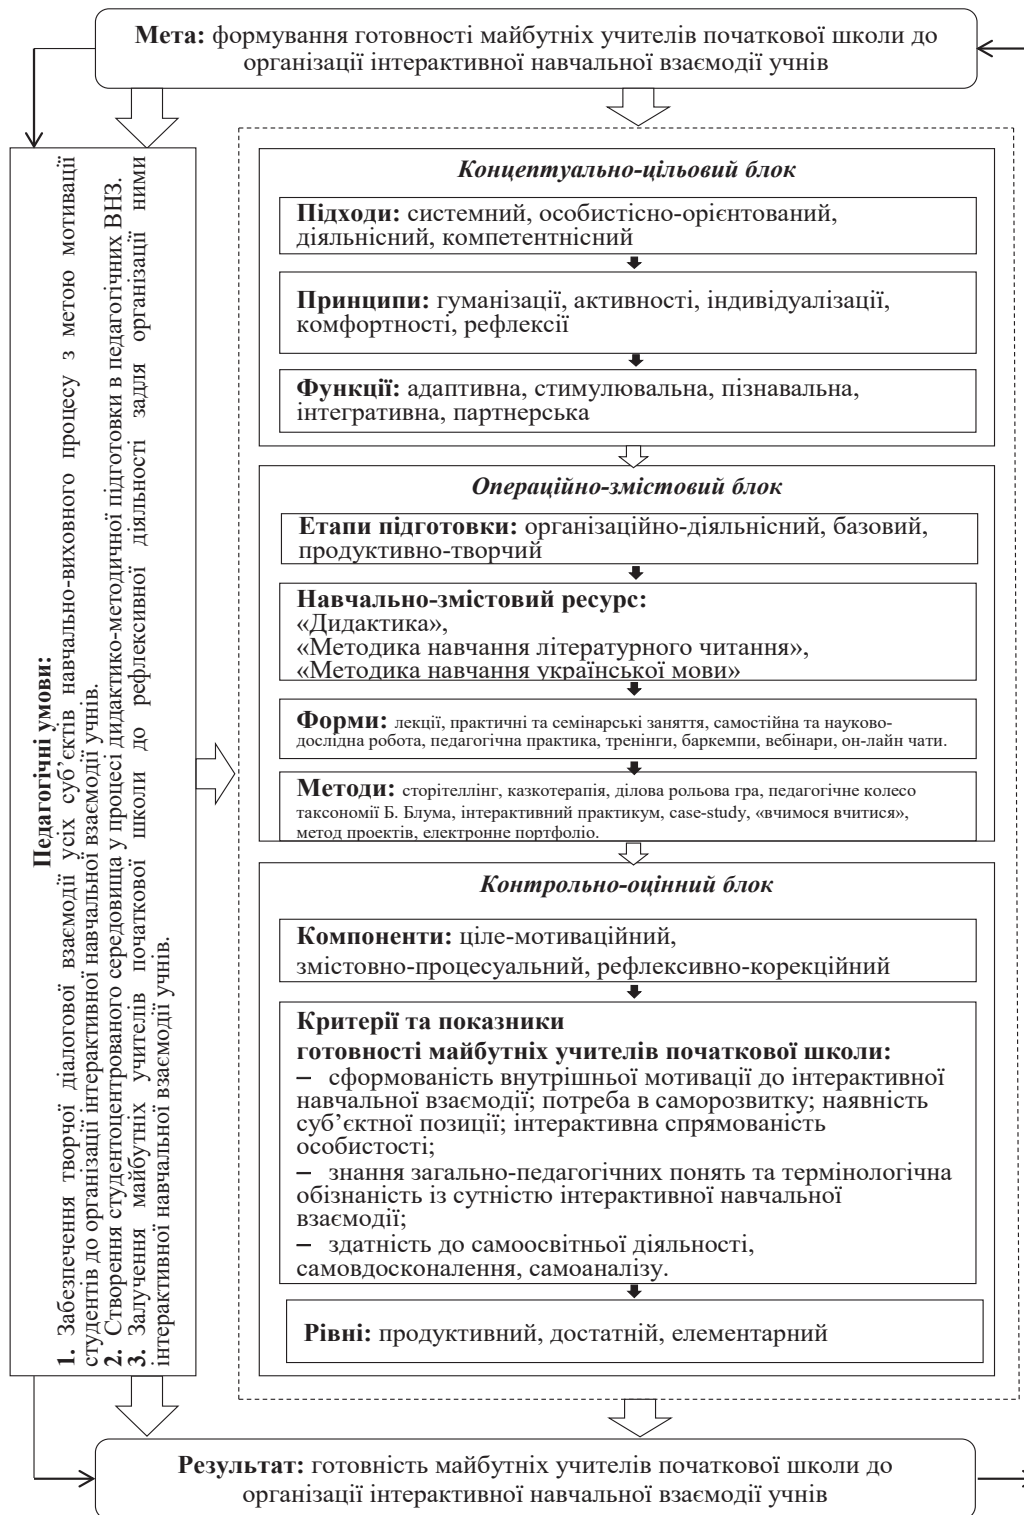 Мета: формування готовності майбутніх учителів початкової школи до
організації інтерактивної навчальної взаємодії учнів
Педагогічні умови:
1. Забезпечення творчої діалогової взаємодії усіх суб’єктів навчально-виховного процесу з метою мотивації
студентів до організації інтерактивної навчальної взаємодії учнів.
2. Створення студентоцентрованого середовища у процесі дидактико-методичної підготовки в педагогічних ВНЗ.
3. Залучення майбутніх учителів початкової школи до рефлексивної діяльності задля організації ними
інтерактивної навчальної взаємодії учнів.
Концептуально-цільовий блок
Підходи: системний, особистісно-орієнтований,
діяльнісний, компетентнісний
Принципи: гуманізації, активності, індивідуалізації,
комфортності, рефлексії
Функції: адаптивна, стимулювальна, пізнавальна,
інтегративна, партнерська
Операційно-змістовий блок
Етапи підготовки: організаційно-діяльнісний, базовий,
продуктивно-творчий
Навчально-змістовий ресурс:
«Дидактика»,
«Методика навчання літературного читання»,
«Методика навчання української мови»
Форми: лекції, практичні та семінарські заняття, самостійна та науково-
дослідна робота, педагогічна практика, тренінги, баркемпи, вебінари, он-лайн чати.
Методи: сторітеллінг, казкотерапія, ділова рольова гра, педагогічне колесо
таксономії Б. Блума, інтерактивний практикум, case-study, «вчимося вчитися»,
метод проектів, електронне портфоліо.
Контрольно-оцінний блок
Компоненти: ціле-мотиваційний,
змістовно-процесуальний, рефлексивно-корекційний
Критерії та показники
готовності майбутніх учителів початкової школи:
– сформованість внутрішньої мотивації до інтерактивної
навчальної взаємодії; потреба в саморозвитку; наявність
суб’єктної позиції; інтерактивна спрямованість
особистості;
– знання загально-педагогічних понять та термінологічна
обізнаність із сутністю інтерактивної навчальної
взаємодії;
– здатність до самоосвітньої діяльності,
самовдосконалення, самоаналізу.
Рівні: продуктивний, достатній, елементарний
Результат: готовність майбутніх учителів початкової школи до
організації інтерактивної навчальної взаємодії учнів